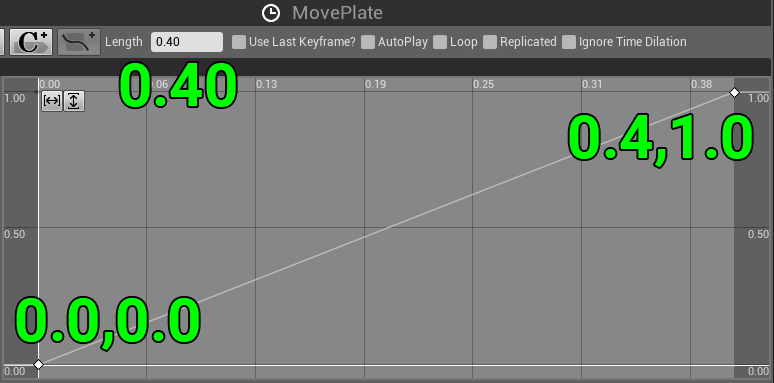 MovePlate
C+
Length 0.40 Use Last Keyframe? AutoPlay Loop Replicated Ignore Time Dilation
0.00 .06 0.13 0.19 0.25 0.31 0.38
0.40
1.00 1.00
0.4,1.0
0.50 0.50
0.0,0.0
0.00 0.00